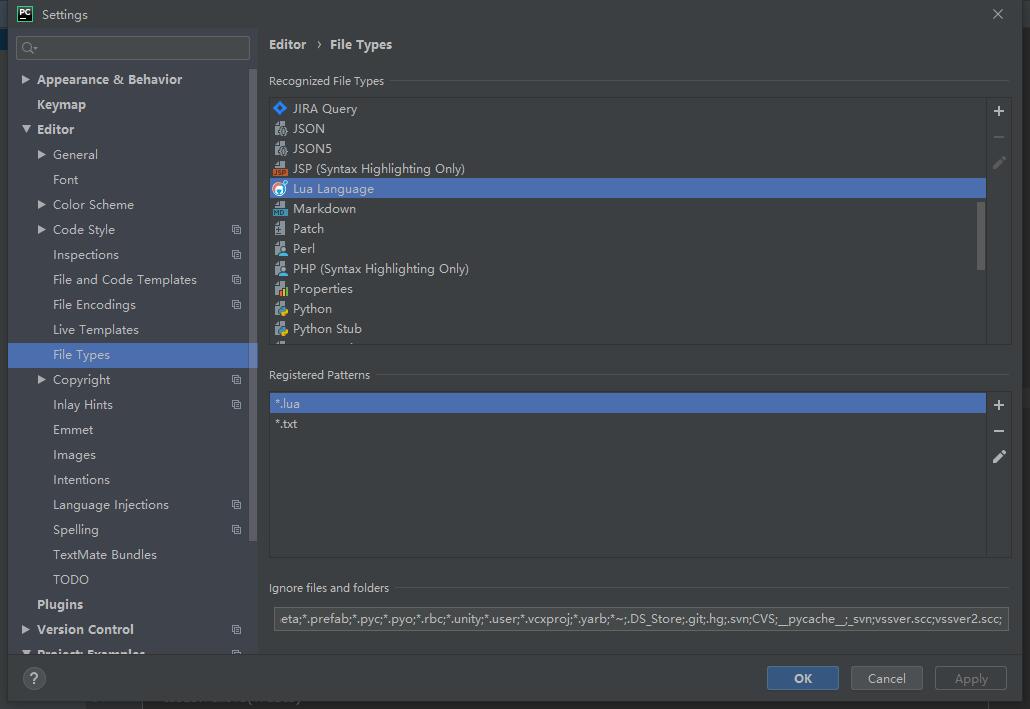 PC Settings
Appearance & Behavior
Keymap
Editor
General
Font
Color Scheme
Code Style
Inspections
File and Code Templates
File Encodings
Live Templates
File Types
Copyright
Inlay Hints
Emmet
Images
Intentions
Language Injections
Spelling
TextMate Bundles
TODO
Plugins
Version Control
Project: Examples
Editor › File Types
Recognized File Types
JIRA Query
JSON
JSON5
JSP (Syntax Highlighting Only)
Lua Language
Markdown
Patch
Perl
PHP (Syntax Highlighting Only)
Properties
Python
Python Stub
Registered Patterns
*.lua
*.txt
Ignore files and folders
eta;*.prefab;*.pyc;*.pyo;*.rbc;*.unity;*.user;*.vcxproj;*.yarb;*~;.DS_Store;.git;.hg;.svn;CVS;__pycache__;_svn;vssver.scc;vssver2.scc;
?
OK
Cancel
Apply